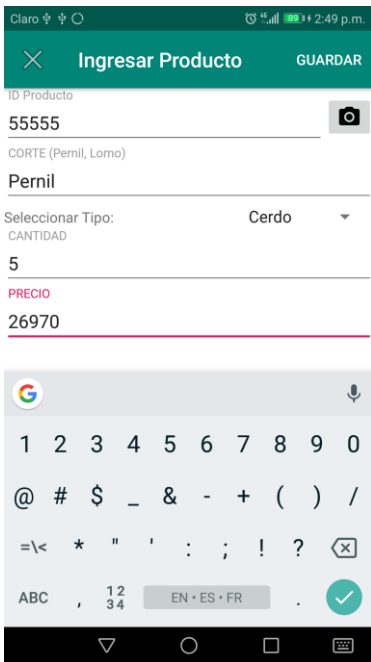 Claro 89 2:49 p.m.
Ingresar Producto GUARDAR
ID Producto
55555
CORTE (Pernil, Lomo)
Pernil
Seleccionar Tipo: Cerdo
CANTIDAD
5
PRECIO
26970
G
1 2 3 4 5 6 7 8 9 0
@ # $ _ & - + ( ) /
=\< * " ' : ; ! ?
ABC , 12 34 EN • ES • FR .